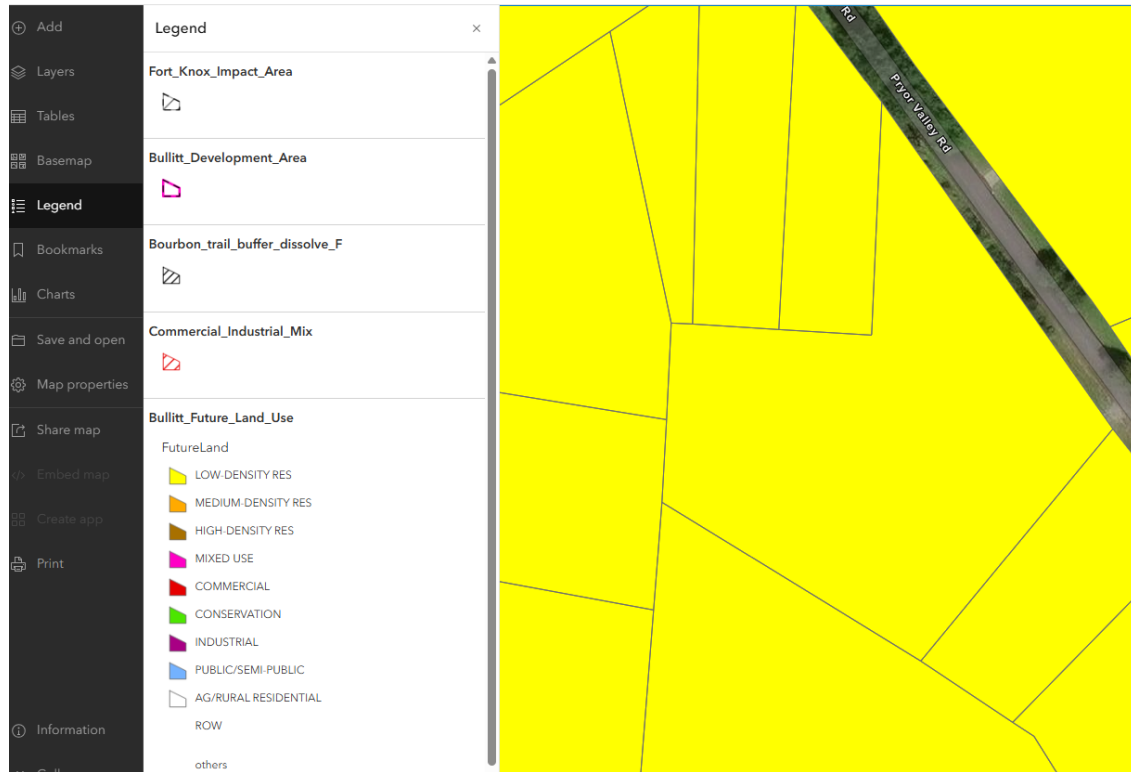 Add
Layers
Tables
Basemap
Legend
Bookmarks
Charts
Save and open
Map properties
Share map
Embed map
Create app
Print
Information
Legend
×
Fort_Knox_Impact_Area
Bullitt_Development_Area
Bourbon_trail_buffer_dissolve_F
Commercial_Industrial_Mix
Bullitt_Future_Land_Use
FutureLand
LOW-DENSITY RES
MEDIUM-DENSITY RES
HIGH-DENSITY RES
MIXED USE
COMMERCIAL
CONSERVATION
INDUSTRIAL
PUBLIC/SEMI-PUBLIC
AG/RURAL RESIDENTIAL
ROW
others
Rd
Pryor Valley Rd